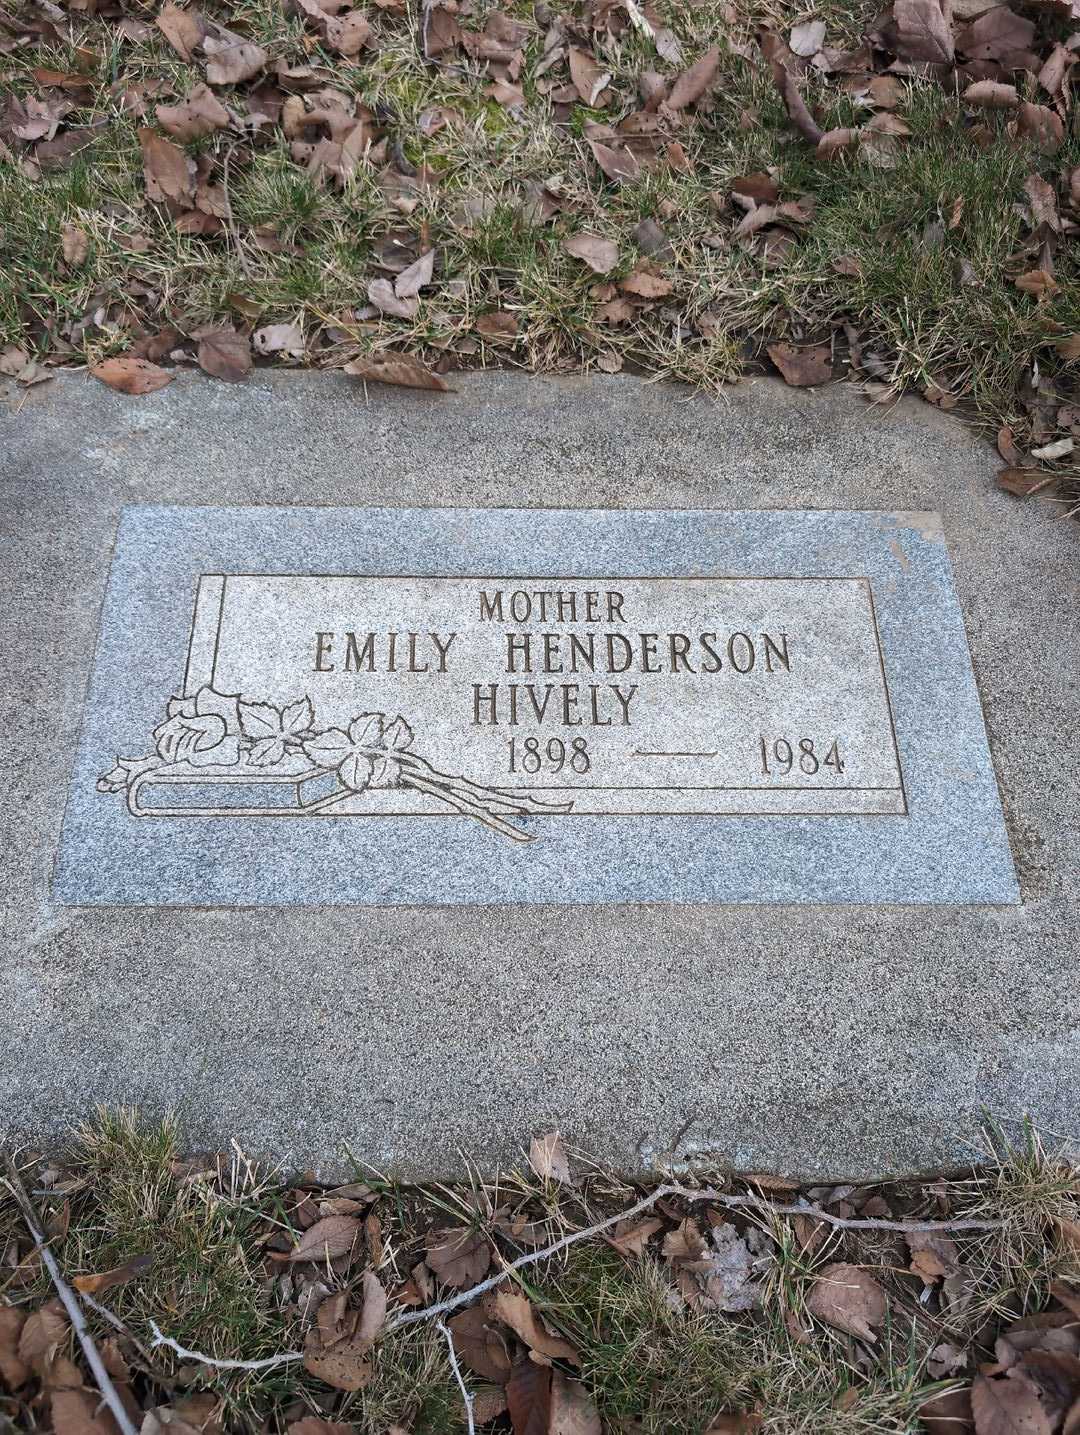 MOTHER
EMILY HENDERSON
HIVELY
1898 — 1984